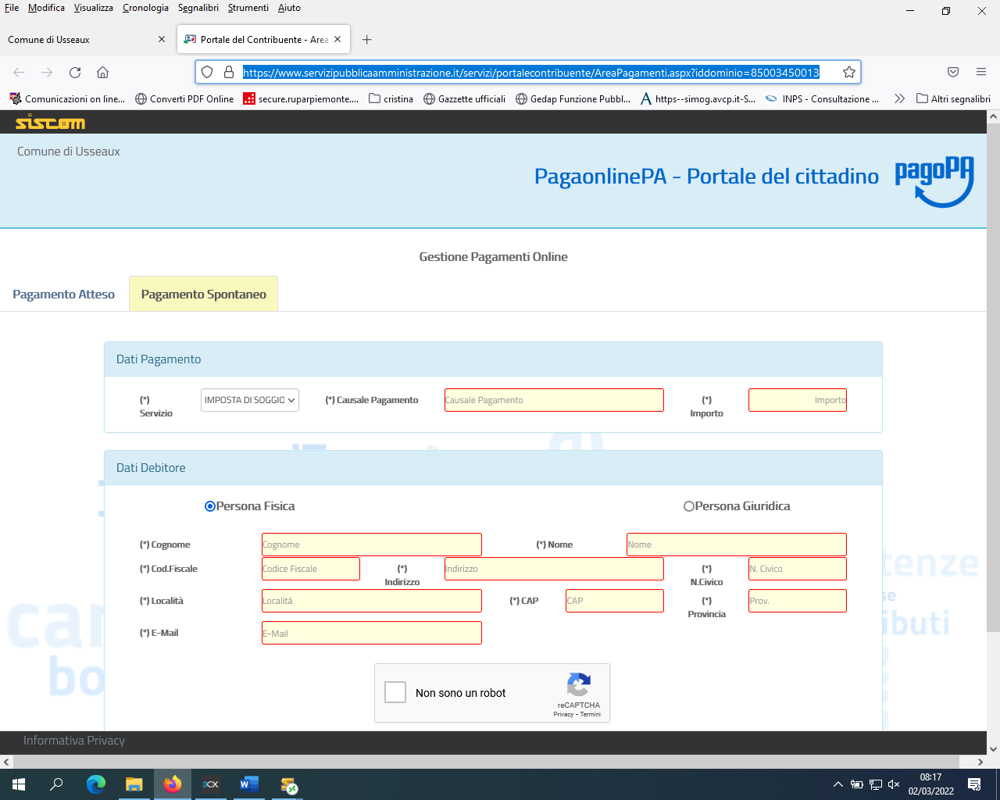 File Modifica Visualizza Cronologia Segnalibri Strumenti Aiuto
Comune di Usseaux
Portale del Contribuente - Area
https://www.servizipubblicaamministrazione.it/servizi/portalecontribuente/AreaPagamenti.aspx?iddominio=85003450013
Comunicazioni on line... Converti PDF Online secure.ruparpiemonte.... cristina Gazzette ufficiali Gedap Funzione Pubbl... https--simog.avcp.it-S... INPS - Consultazione ... Altri segnalibri
siscom
Comune di Usseaux
PagaonlinePA - Portale del cittadino
pagoPA
Gestione Pagamenti Online
Pagamento Atteso Pagamento Spontaneo
Dati Pagamento
(*) Servizio IMPOSTA DI SOGGIO (*) Causale Pagamento Causale Pagamento (*) Importo Importo
Dati Debitore
Persona Fisica Persona Giuridica
(*) Cognome Cognome (*) Nome Nome
(*) Cod.Fiscale Codice Fiscale (*) Indirizzo Indirizzo (*) N.Civico N. Civico
(*) Località Località (*) CAP CAP (*) Provincia Prov.
(*) E-Mail E-Mail
Non sono un robot
reCAPTCHA
Privacy - Termini
Informativa Privacy
3CX
08:17
02/03/2022